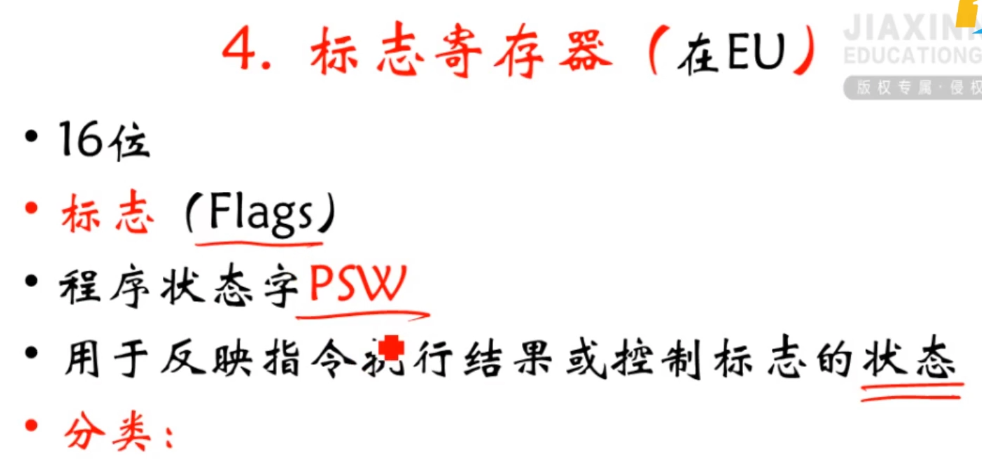 4. 标志寄存器（在EU）
JIAXIN
EDUCATIONG
版权专属·侵权
• 16位
• 标志（Flags）
• 程序状态字PSW
• 用于反映指令执行结果或控制标志的状态
• 分类：